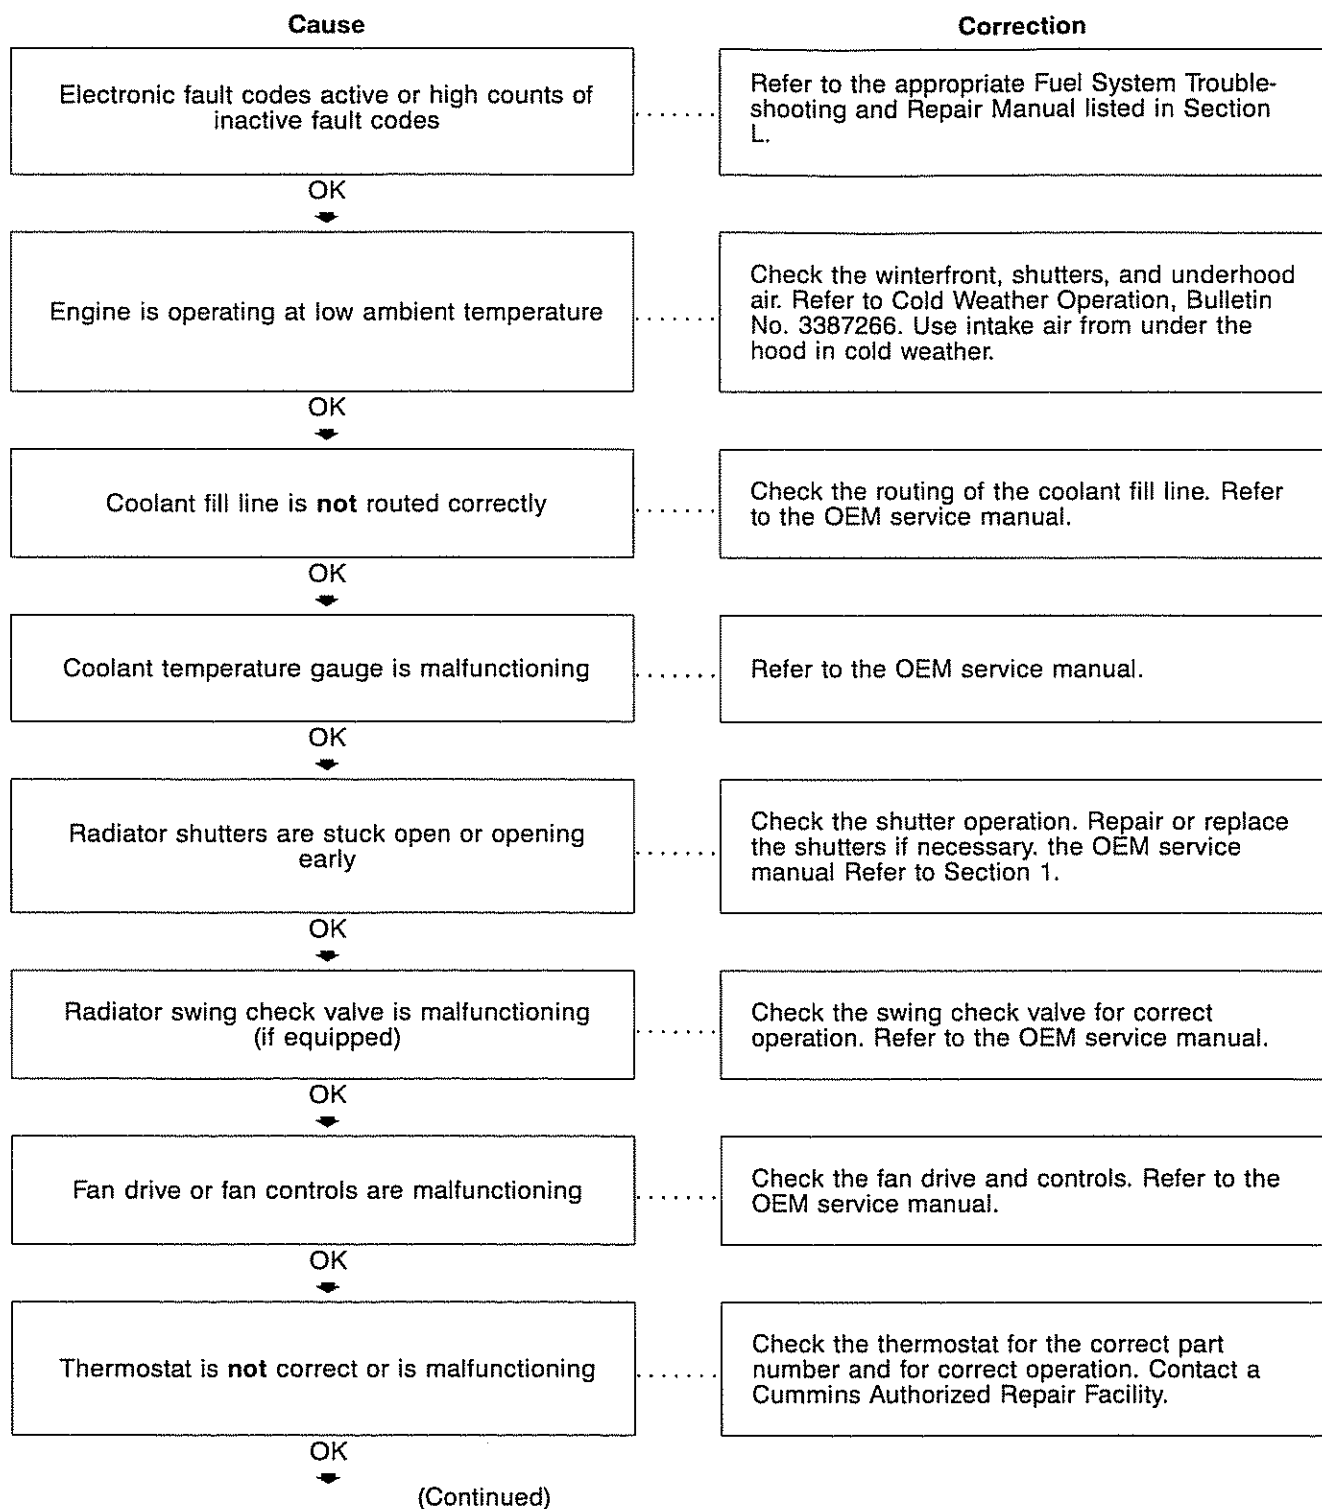 Cause
Correction
Electronic fault codes active or high counts of
inactive fault codes
Refer to the appropriate Fuel System Trouble-
shooting and Repair Manual listed in Section
L.
OK
Engine is operating at low ambient temperature
Check the winterfront, shutters, and underhood
air. Refer to Cold Weather Operation, Bulletin
No. 3387266. Use intake air from under the
hood in cold weather.
OK
Coolant fill line is not routed correctly
Check the routing of the coolant fill line. Refer
to the OEM service manual.
OK
Coolant temperature gauge is malfunctioning
Refer to the OEM service manual.
OK
Radiator shutters are stuck open or opening
early
Check the shutter operation. Repair or replace
the shutters if necessary. the OEM service
manual Refer to Section 1.
OK
Radiator swing check valve is malfunctioning
(if equipped)
Check the swing check valve for correct
operation. Refer to the OEM service manual.
OK
Fan drive or fan controls are malfunctioning
Check the fan drive and controls. Refer to the
OEM service manual.
OK
Thermostat is not correct or is malfunctioning
Check the thermostat for the correct part
number and for correct operation. Contact a
Cummins Authorized Repair Facility.
OK
(Continued)